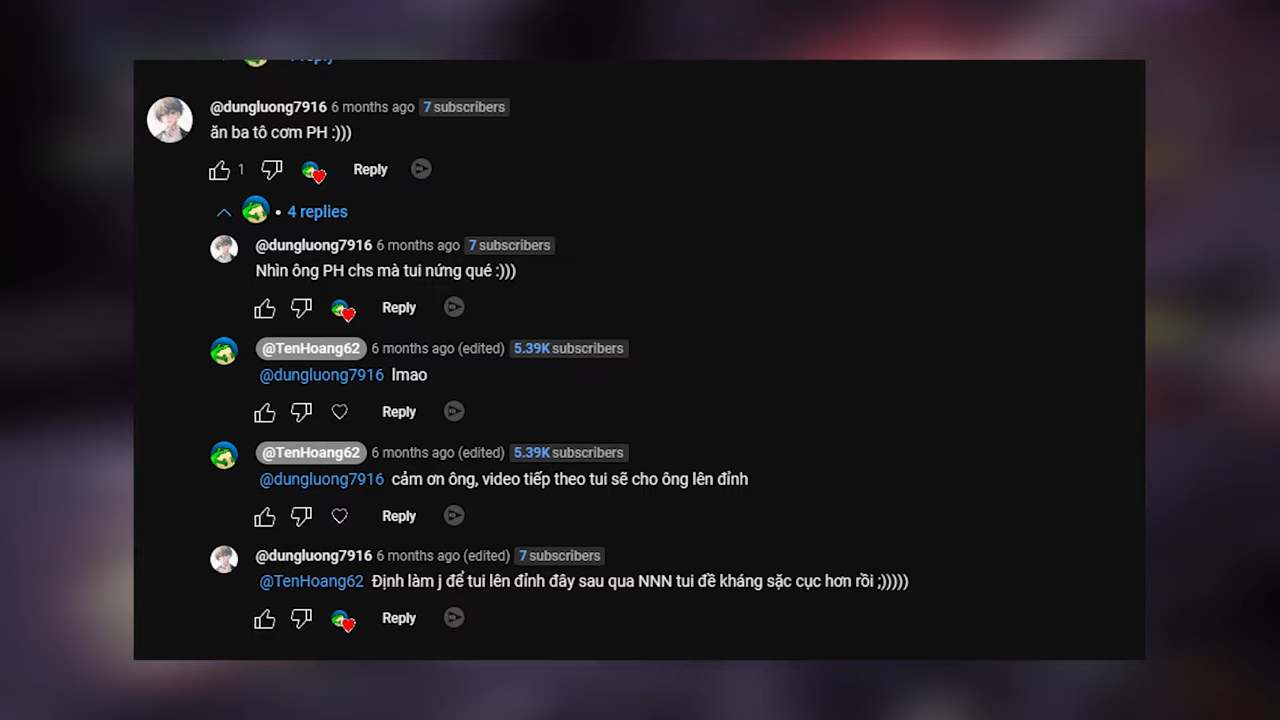 @dungluong7916 6 months ago 7 subscribers
ăn ba tô cơm PH :)))
1 Reply
• 4 replies
@dungluong7916 6 months ago 7 subscribers
Nhìn ông PH chs mà tui nứng qué :)))
Reply
@TenHoang62 6 months ago (edited) 5.39K subscribers
@dungluong7916 lmao
Reply
@TenHoang62 6 months ago (edited) 5.39K subscribers
@dungluong7916 cảm ơn ông, video tiếp theo tui sẽ cho ông lên đỉnh
Reply
@dungluong7916 6 months ago (edited) 7 subscribers
@TenHoang62 Định làm j để tui lên đỉnh đây sau qua NNN tui đề kháng sặc cục hơn rồi ;)))))
Reply